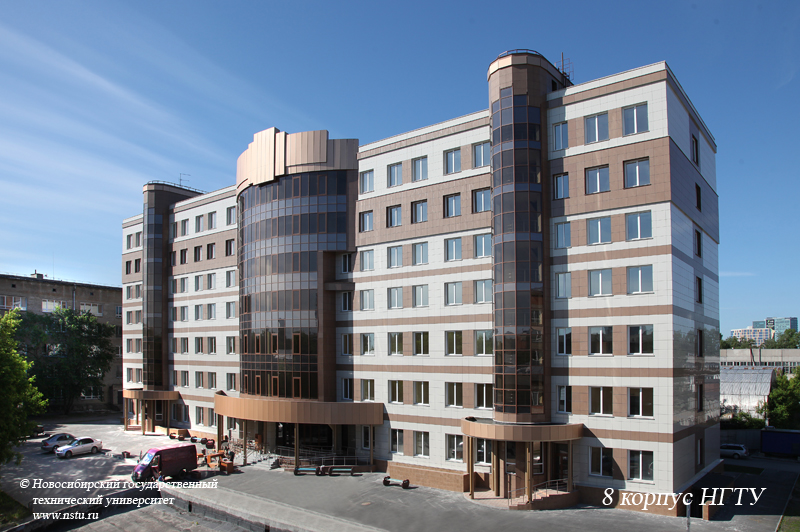 © Новосибирский государственный
технический университет
www.nstu.ru
8 корпус НГТУ